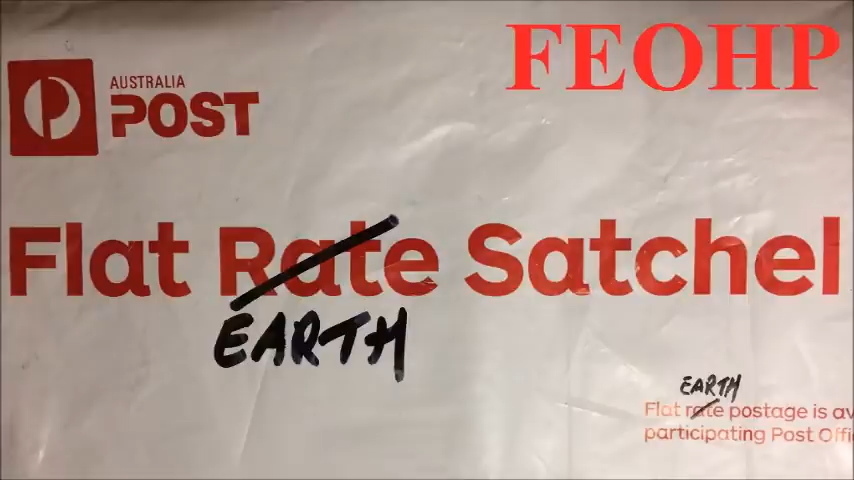 FEOHP
AUSTRALIA
POST
Flat Rate Satchel
EARTH
EARTH
Flat rate postage is av
participating Post Offi